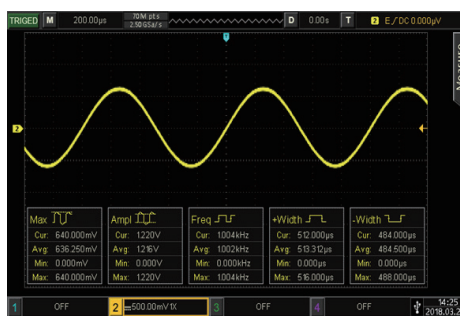 TRIGED M 200.00µs 70M pts 2.50GSa/s D 0.00s T 2 E/DC 0.000µV
Measure
2
Max Ampl Freq +Width -Width
Cur: 640.000mV Cur: 1.220V Cur: 1.004kHz Cur: 512.000µs Cur: 484.000µs
Avg: 636.250mV Avg: 1.216V Avg: 1.002kHz Avg: 513.312µs Avg: 484.500µs
Min: 0.000mV Min: 0.000V Min: 0.000kHz Min: 0.000µs Min: 0.000µs
Max: 640.000mV Max: 1.220V Max: 1.004kHz Max: 516.000µs Max: 488.000µs
1 OFF 2 500.00mV 1X 3 OFF 4 OFF 14:25
2018.03.2